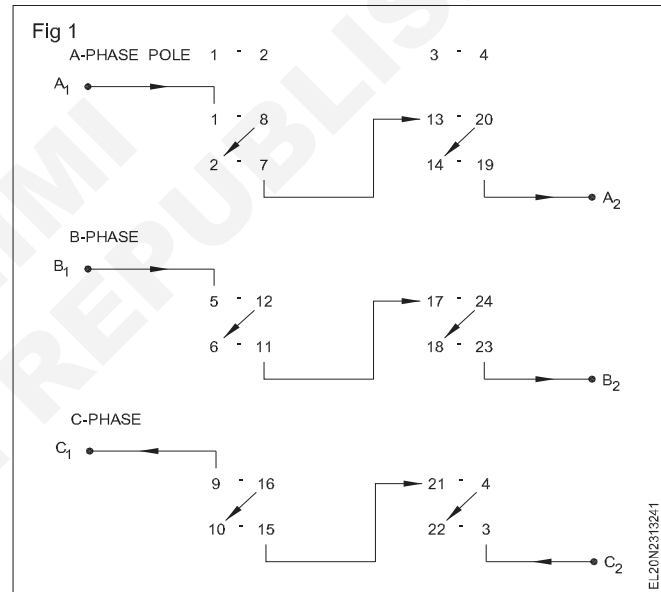 Fig 1
A-PHASE POLE 1 - 2 3 - 4
A1
1 - 8 13 - 20
2 - 7 14 - 19
A2
B-PHASE
B1
5 - 12 17 - 24
6 - 11 18 - 23
B2
C-PHASE
C1
9 - 16 21 - 4
10 - 15 22 - 3
C2
EL20N2313241